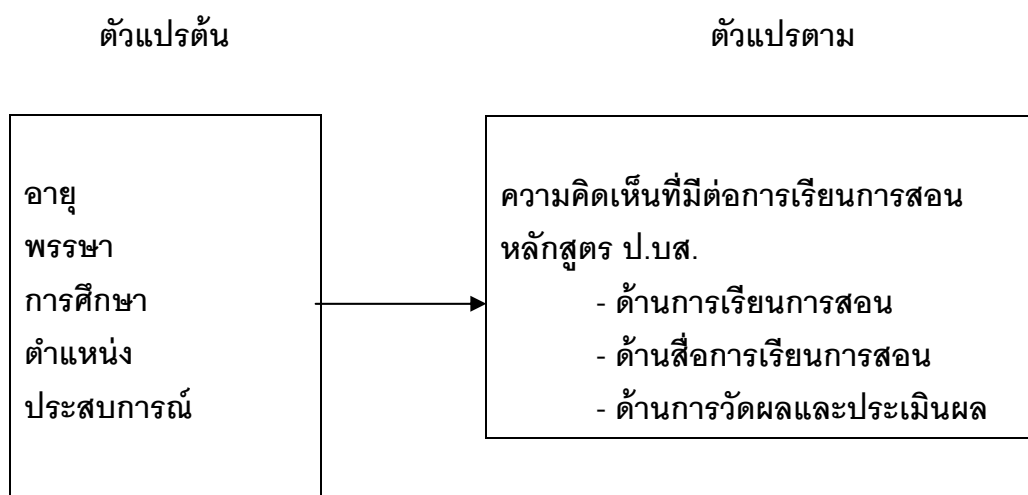 ตัวแปรต้น
ตัวแปรตาม
อายุ
พรรษา
การศึกษา
ตำแหน่ง
ประสบการณ์
ความคิดเห็นที่มีต่อการเรียนการสอน
หลักสูตร ป.บส.
- ด้านการเรียนการสอน
- ด้านสื่อการเรียนการสอน
- ด้านการวัดผลและประเมินผล